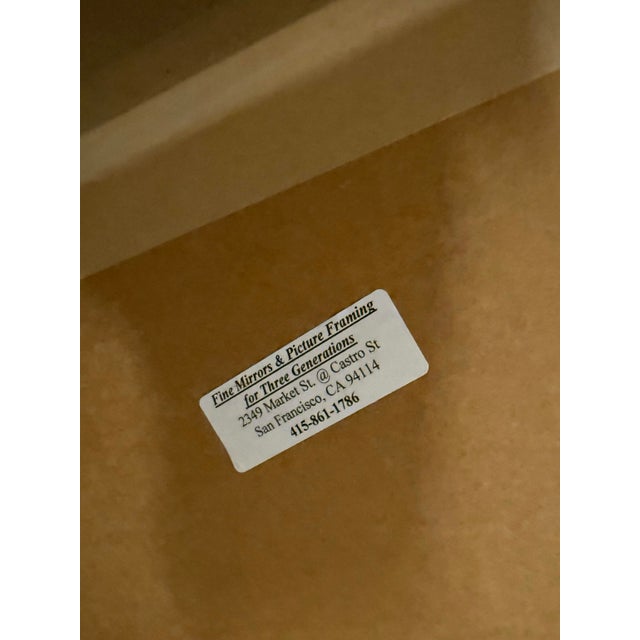 Fine Mirrors & Picture Framing
for Three Generations
2349 Market St. @ Castro St
San Francisco, CA 94114
415-861-1786